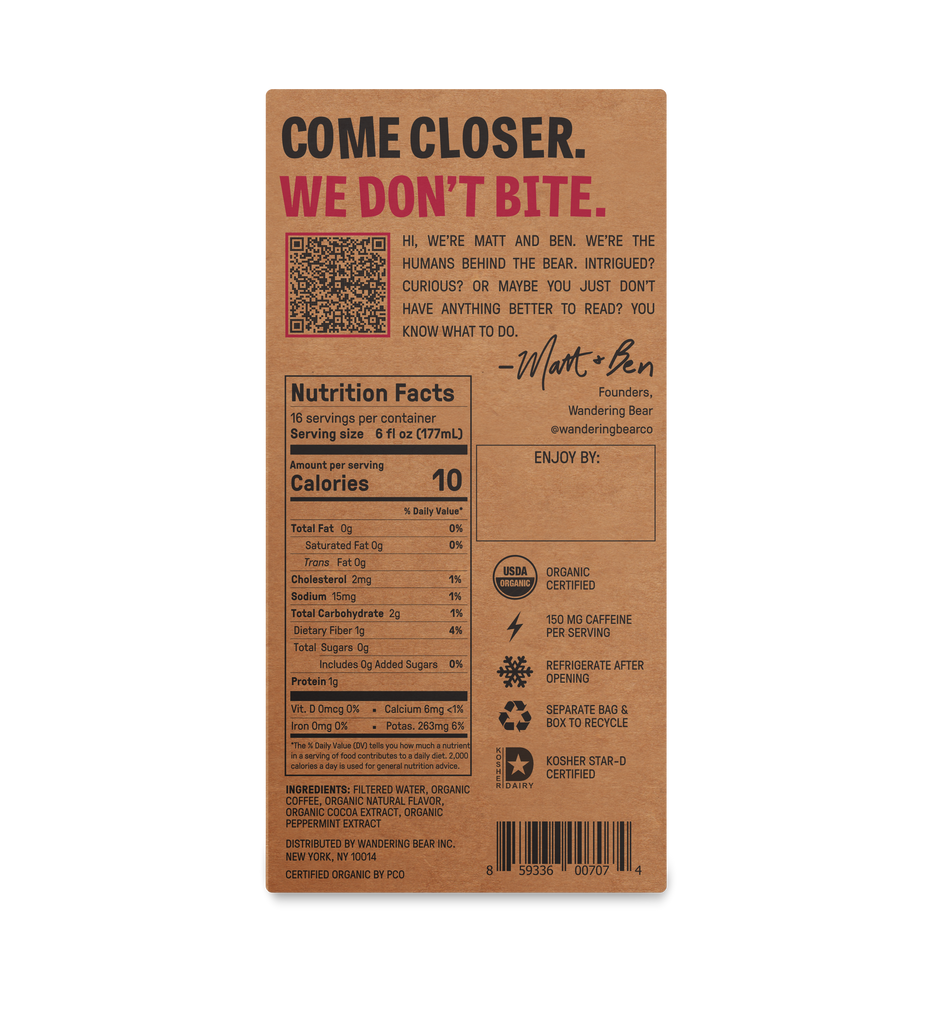 COME CLOSER.
WE DON'T BITE.
HI, WE'RE MATT AND BEN. WE'RE THE
HUMANS BEHIND THE BEAR. INTRIGUED?
CURIOUS? OR MAYBE YOU JUST DON'T
HAVE ANYTHING BETTER TO READ? YOU
KNOW WHAT TO DO.
–Matt + Ben
Founders,
Wandering Bear
@wanderingbearco
Nutrition Facts
16 servings per container
Serving size 6 fl oz (177mL)
Amount per serving
Calories 10
% Daily Value*
Total Fat 0g 0%
Saturated Fat 0g 0%
Trans Fat 0g
Cholesterol 2mg 1%
Sodium 15mg 1%
Total Carbohydrate 2g 1%
Dietary Fiber 1g 4%
Total Sugars 0g
Includes 0g Added Sugars 0%
Protein 1g
Vit. D 0mcg 0% • Calcium 6mg <1%
Iron 0mg 0% • Potas. 263mg 6%
*The % Daily Value (DV) tells you how much a nutrient
in a serving of food contributes to a daily diet. 2,000
calories a day is used for general nutrition advice.
INGREDIENTS: FILTERED WATER, ORGANIC
COFFEE, ORGANIC NATURAL FLAVOR,
ORGANIC COCOA EXTRACT, ORGANIC
PEPPERMINT EXTRACT
DISTRIBUTED BY WANDERING BEAR INC.
NEW YORK, NY 10014
CERTIFIED ORGANIC BY PCO
ENJOY BY:
USDA
ORGANIC
ORGANIC
CERTIFIED
150 MG CAFFEINE
PER SERVING
REFRIGERATE AFTER
OPENING
SEPARATE BAG &
BOX TO RECYCLE
KOSHER
D
DAIRY
KOSHER STAR-D
CERTIFIED
8 59336 00707 4